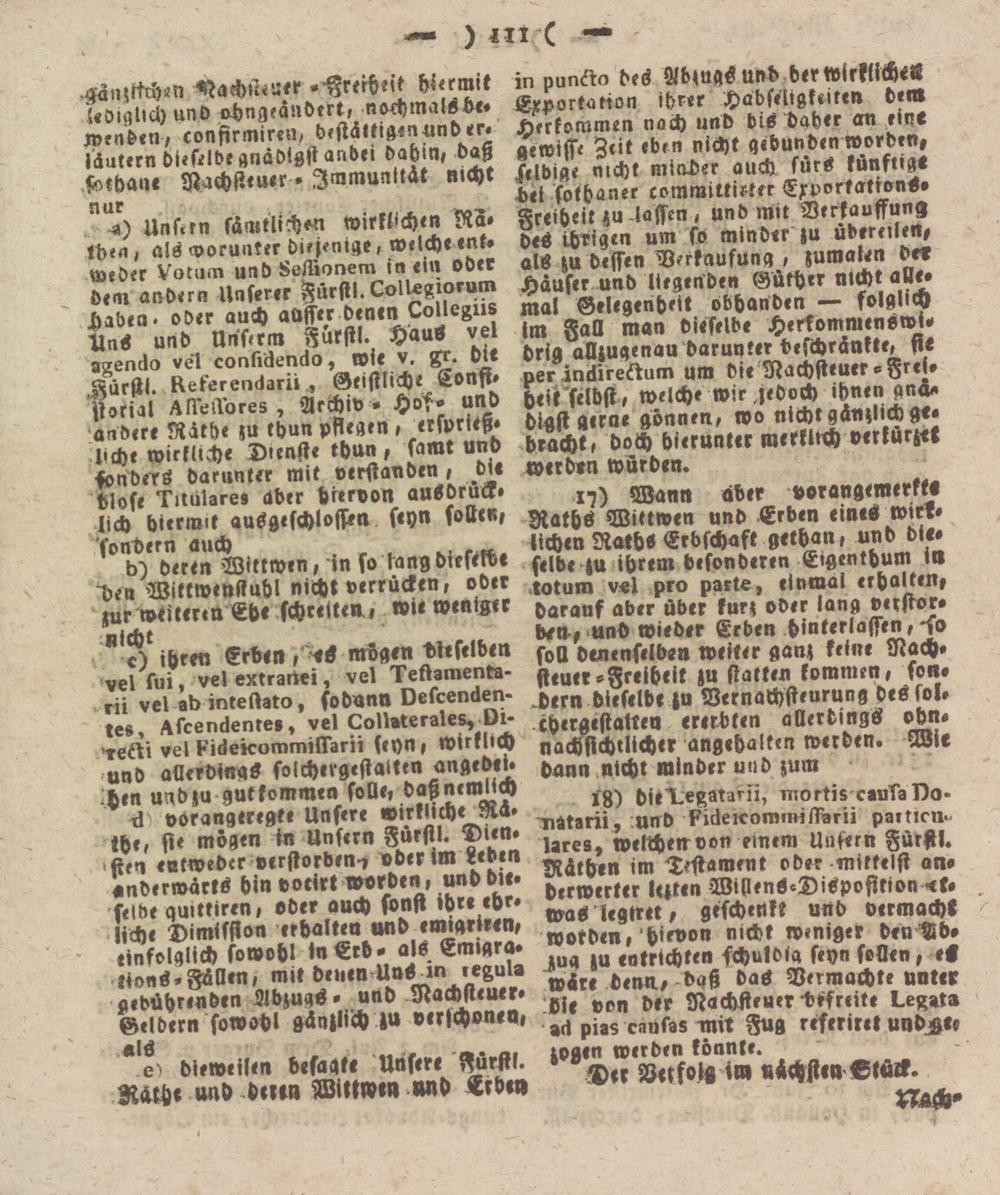 — ) 111 ( —
gänzlichen Nachsteuer-Freiheit hiermit
lediglich und ohngeändert, nochmals be-
wenden, confirmiren, bestättigen und er-
läutern dieselbe gnädigst anbei dahin, daß
sothane Nachsteuer-Immunität nicht
nur
a) Unsern sämtlichen wirklichen Rä-
then, als worunter diejenige, welche ent-
weder Votum und Sessionem in ein oder
dem andern Unserer Fürstl. Collegiorum
haben, oder auch ausser denen Collegiis
Uns und Unserm Fürstl. Haus vel
agendo vel considendo, wie v. gr. die
Fürstl. Referendarii, Geistliche Consi-
storial Assessores, Archiv- Hof- und
andere Räthe zu thun pflegen, ersprieß-
liche wirkliche Dienste thun, samt und
sonders darunter mit verstanden, die
blose Titulares aber hiervon ausdrück-
lich hiermit ausgeschlossen seyn sollen,
sondern auch
b) deren Wittwen, in so lang dieselbe
den Wittwenstuhl nicht verrücken, oder
zur weiteren Ehe schreiten, wie weniger
nicht
c) ihren Erben, es mögen dieselben
vel sui, vel extranei, vel Testamenta-
rii vel ab intestato, sodann Descenden-
tes, Ascendentes, vel Collaterales, Di-
recti vel Fideicommissarii seyn, wirklich
und allerdings solchergestalten angedei-
hen und zu gut kommen solle, daß nemlich
d) vorangeregte Unsere wirkliche Rä-
the, sie mögen in Unsern Fürstl. Dien-
sten entweder verstorben, oder im Leben
anderwärts hin vocirt worden, und die-
selbe quittiren, oder auch sonst ihre ehr-
liche Dimission erhalten und emigriren,
einfolglich sowohl in Erb- als Emigra-
tions-Fällen, mit denen Uns in regula
gebührenden Abzugs- und Nachsteuer-
Geldern sowohl gänzlich zu verschonen,
als
e) dieweilen besagte Unsere Fürstl.
Räthe und deren Wittwen und Erben
in puncto des Abzugs und der wirklichen
Exportation ihrer Habseligkeiten dem
Herkommen nach und bis daher an eine
gewisse Zeit eben nicht gebunden worden,
selbige nicht minder auch fürs künftige
bei sothaner committirter Exportations-
Freiheit zu lassen, und mit Verkauffung
des ihrigen um so minder zu übereilen,
als zu dessen Verkaufung, zumalen der
Häuser und liegenden Güther nicht alle-
mal Gelegenheit obhanden — folglich
im Fall man dieselbe Herkommenswi-
drig allzugenau darunter beschränkte, sie
per indirectum um die Nachsteuer-Frei-
heit selbst, welche wir jedoch ihnen gnä-
digst gerne gönnen, wo nicht gänzlich ge-
bracht, doch hierunter merklich verkürzet
werden würden.
17) Wann aber vorangemerkte
Raths Wittwen und Erben eines wirk-
lichen Raths Erbschaft gethan, und die-
selbe zu ihrem besonderen Eigenthum in
totum vel pro parte, einmal erhalten,
darauf aber über kurz oder lang verstor-
ben, und wieder Erben hinterlassen, so
soll denenselben weiter ganz keine Nach-
steuer-Freiheit zu statten kommen, son-
dern dieselbe zu Vernachsteurung des sol-
chergestalten ererbten allerdings ohn-
nachsichtlicher angehalten werden. Wie
dann nicht minder und zum
18) die Legatarii, mortis causa Do-
natarii, und Fideicommissarii particu-
lares, welchen von einem Unsern Fürstl.
Räthen im Testament oder mittelst an-
derwerter lezten Willens-Disposition et-
was legiret, geschenkt und vermacht
worden, hievon nicht weniger den Ab-
zug zu entrichten schuldig seyn sollen, es
wäre denn, daß das Vermachte unter
die von der Nachsteuer befreite Legata
ad pias causas mit Fug referiret und ge-
zogen werden könnte.
Der Verfolg im nächsten Stück.
Nach-